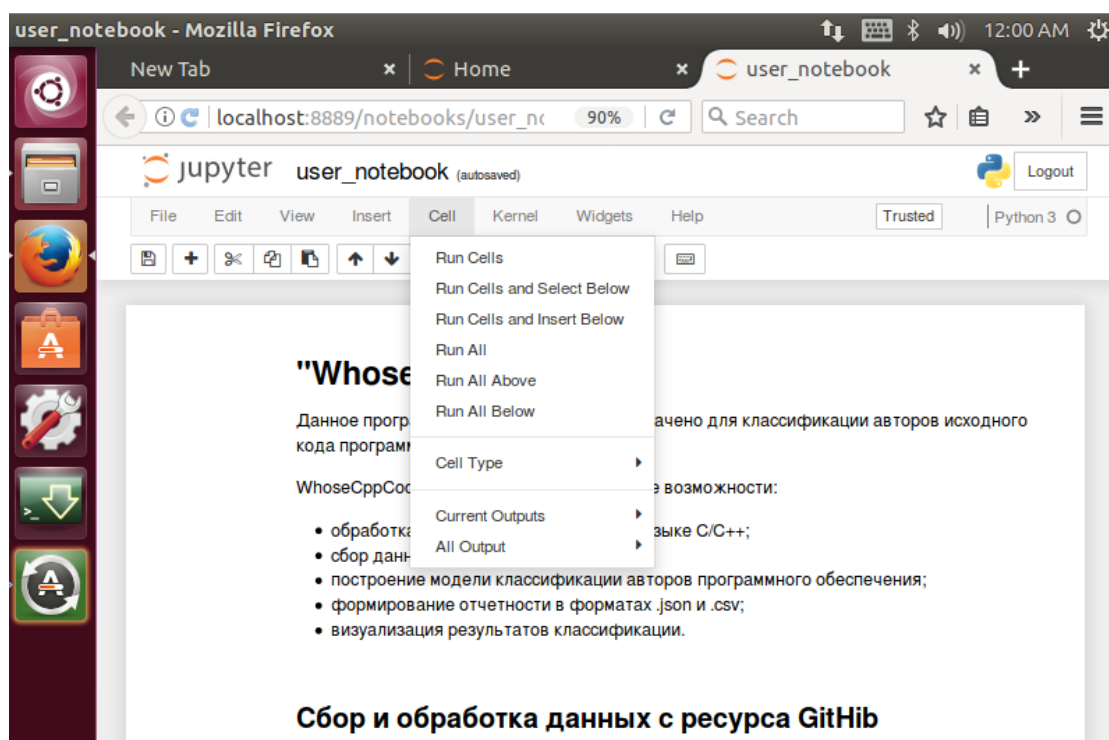 user_notebook - Mozilla Firefox 12:00 AM
New Tab Home user_notebook
localhost:8889/notebooks/user_no 90% Search
jupyter user_notebook (autosaved) Logout
File Edit View Insert Cell Kernel Widgets Help Trusted Python 3
Run Cells
Run Cells and Select Below
Run Cells and Insert Below
Run All
Run All Above
Run All Below
Cell Type
Current Outputs
All Output
"Whose
Данное прогр ачено для классификации авторов исходного
кода програм
WhoseCppCod возможности:
обработка зыке C/C++;
сбор данн
построение модели классификации авторов программного обеспечения;
формирование отчетности в форматах .json и .csv;
визуализация результатов классификации.
Сбор и обработка данных с ресурса GitHib